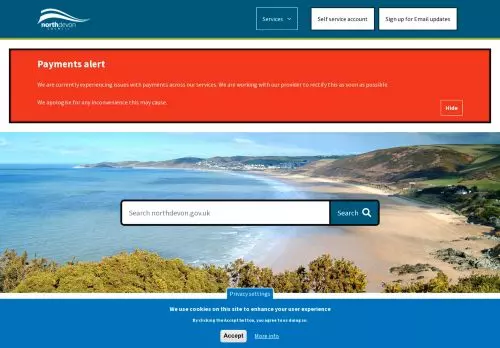 northdevon
COUNCIL
Services
Self service account
Sign up for Email updates
Payments alert
We are currently experiencing issues with payments across our services. We are working with our provider to rectify this as soon as possible.
We apologise for any inconvenience this may cause.
Hide
Search northdevon.gov.uk
Search
Privacy settings
We use cookies on this site to enhance your user experience
By clicking the Accept button, you agree to us doing so.
Accept
More info